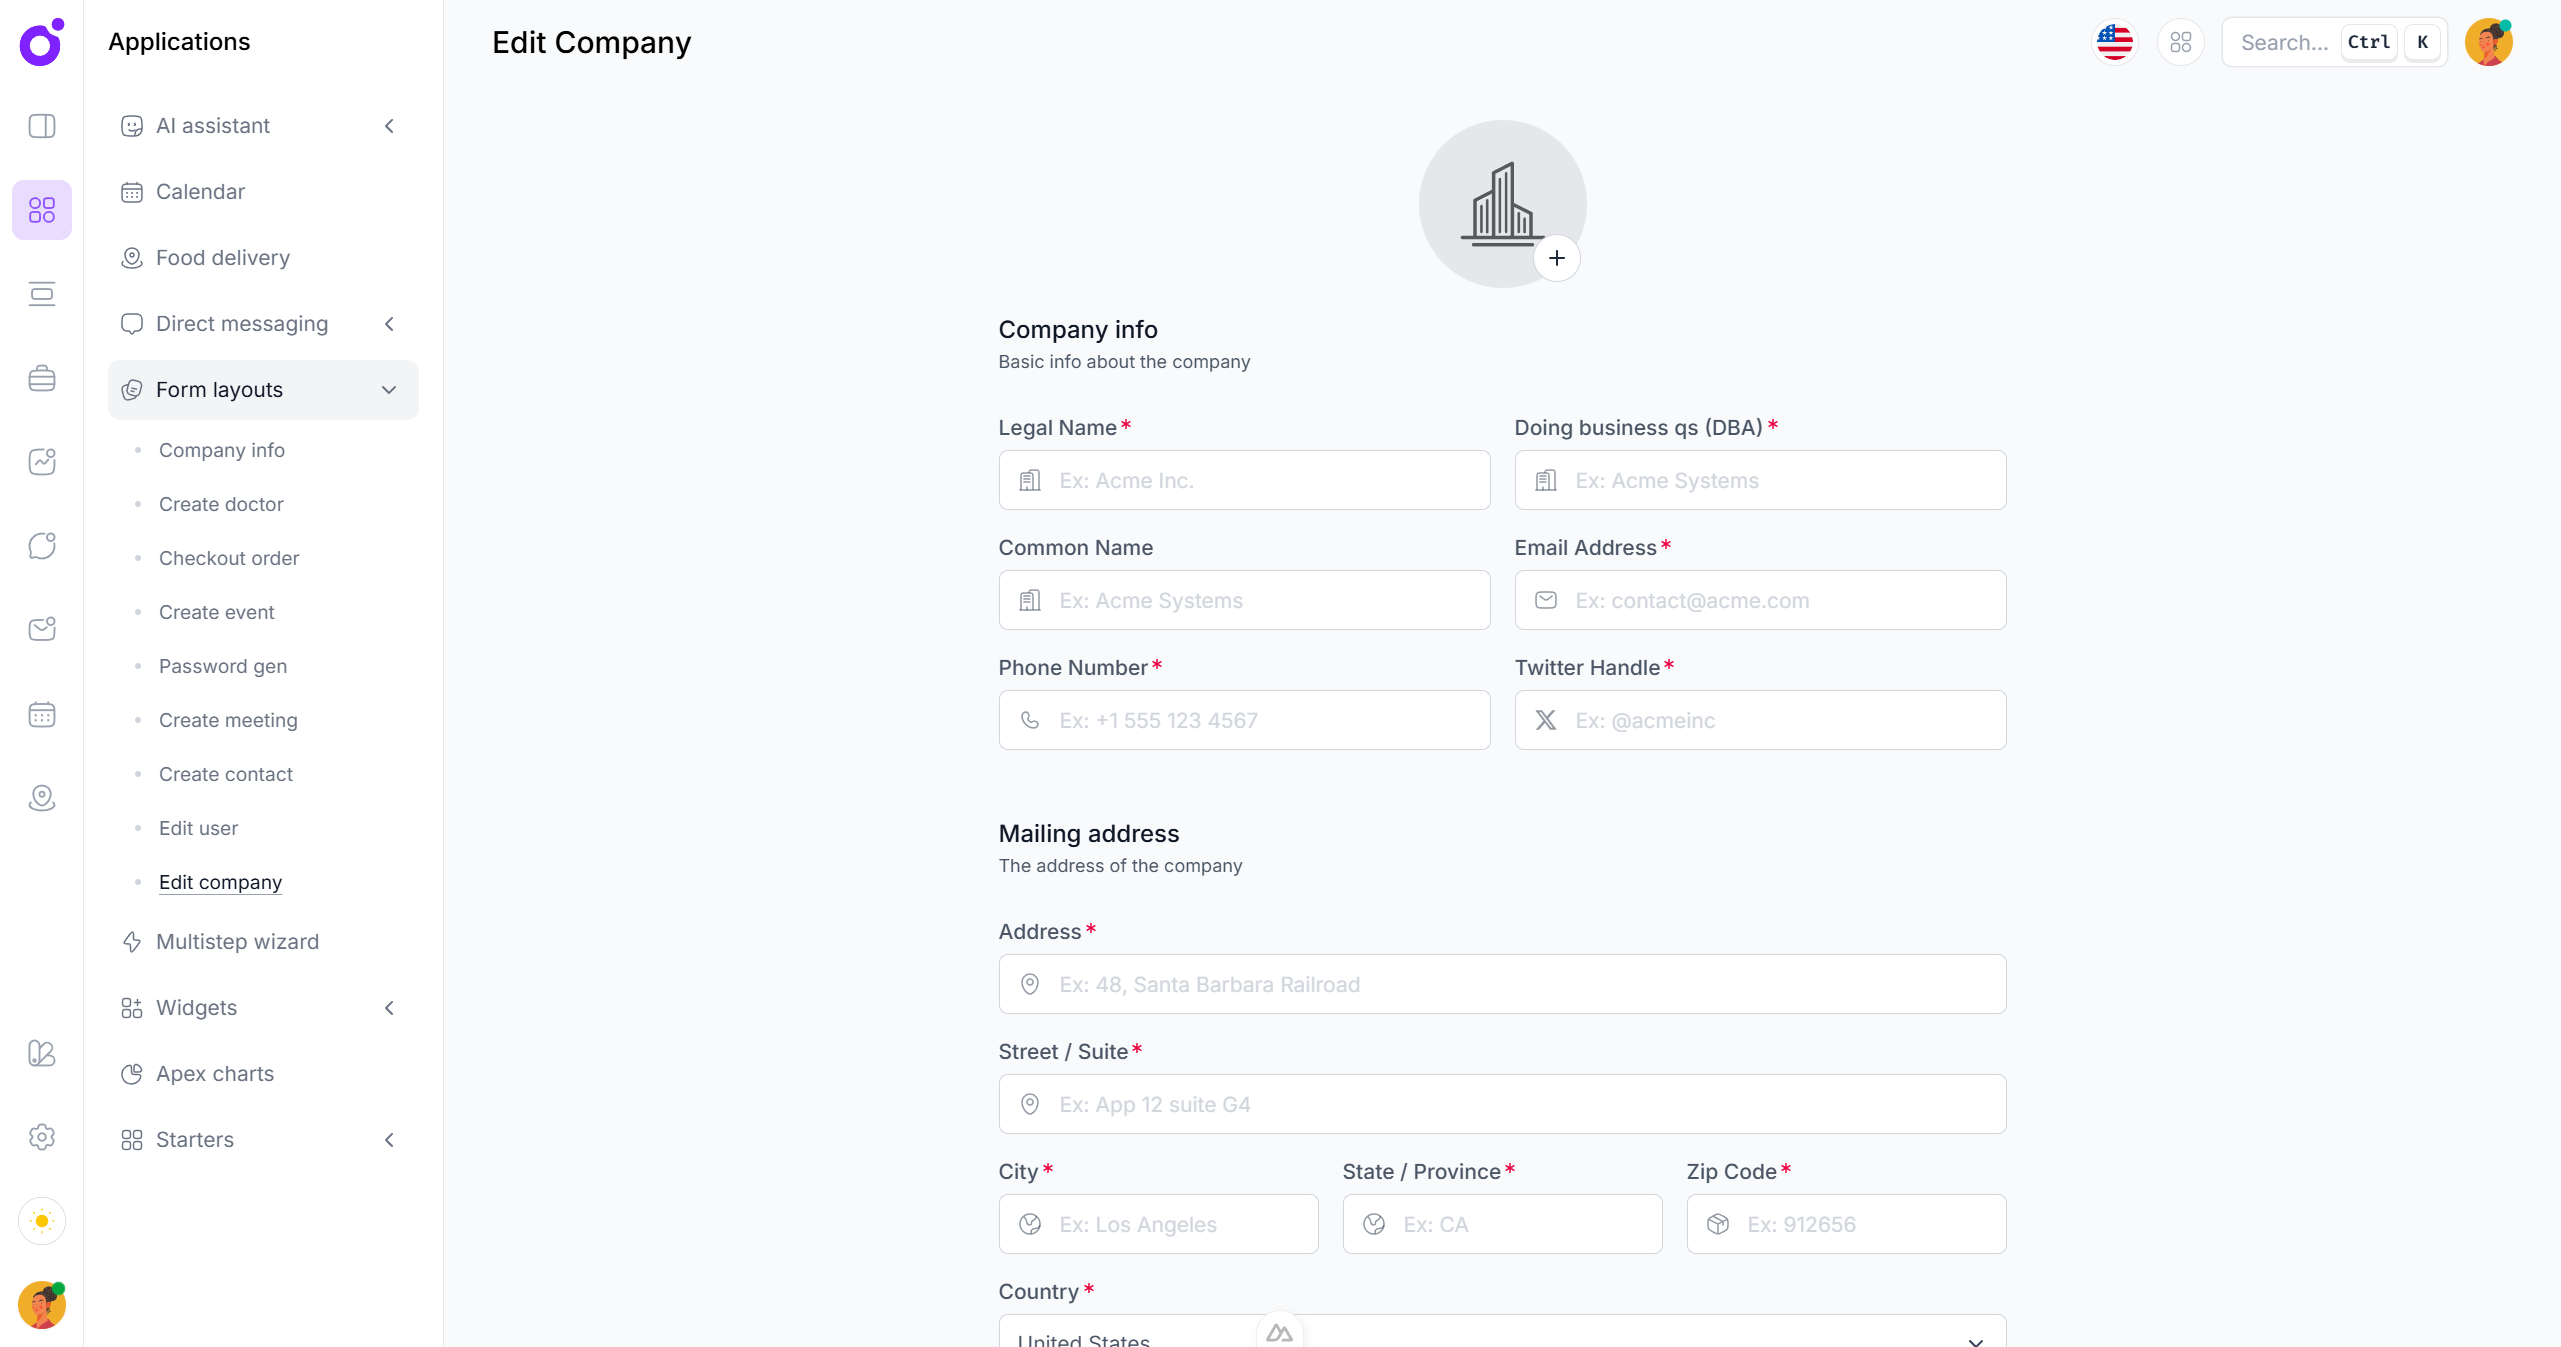 Applications
AI assistant
Calendar
Food delivery
Direct messaging
Form layouts
Company info
Create doctor
Checkout order
Create event
Password gen
Create meeting
Create contact
Edit user
Edit company
Multistep wizard
Widgets
Apex charts
Starters
Edit Company
Search... Ctrl K
Company info
Basic info about the company
Legal Name* Doing business qs (DBA)*
Ex: Acme Inc. Ex: Acme Systems
Common Name Email Address*
Ex: Acme Systems Ex: contact@acme.com
Phone Number* Twitter Handle*
Ex: +1 555 123 4567 Ex: @acmeinc
Mailing address
The address of the company
Address*
Ex: 48, Santa Barbara Railroad
Street / Suite*
Ex: App 12 suite G4
City* State / Province* Zip Code*
Ex: Los Angeles Ex: CA Ex: 912656
Country*
United States